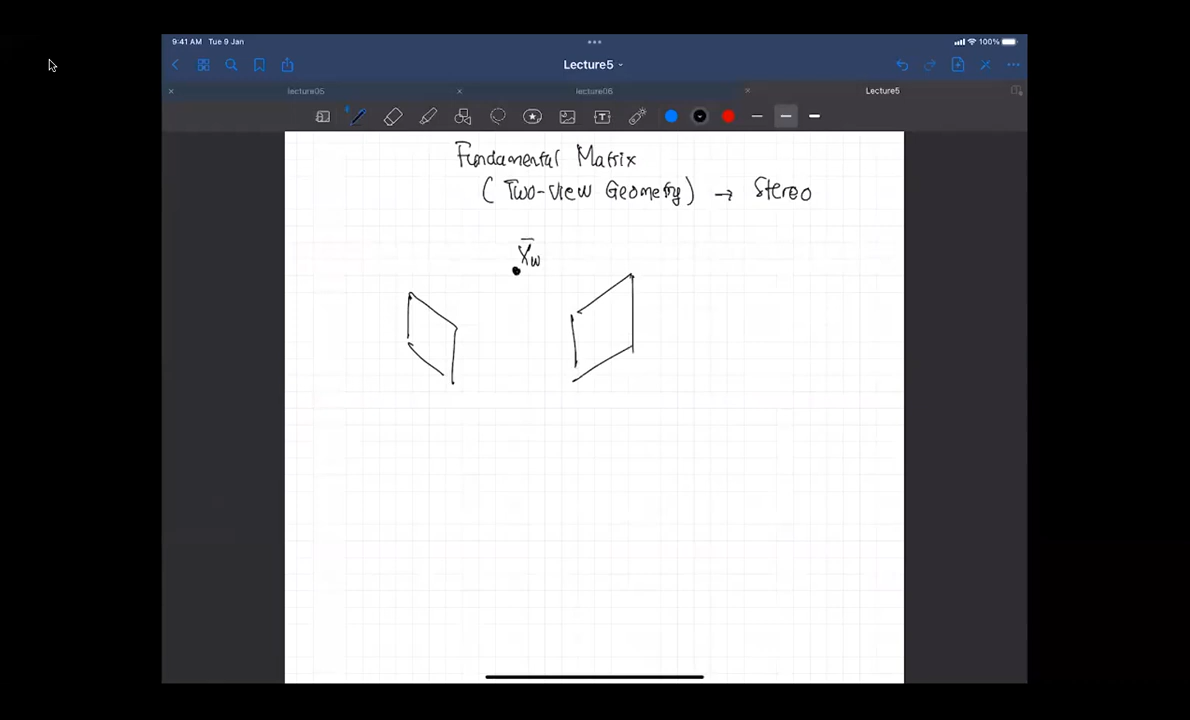 9:41 AM Tue 9 Jan
100%
Lecture5
lecture05
lecture06
Lecture5
Fundamental Matrix
(Two-view Geometry) → Stereo
X̄w